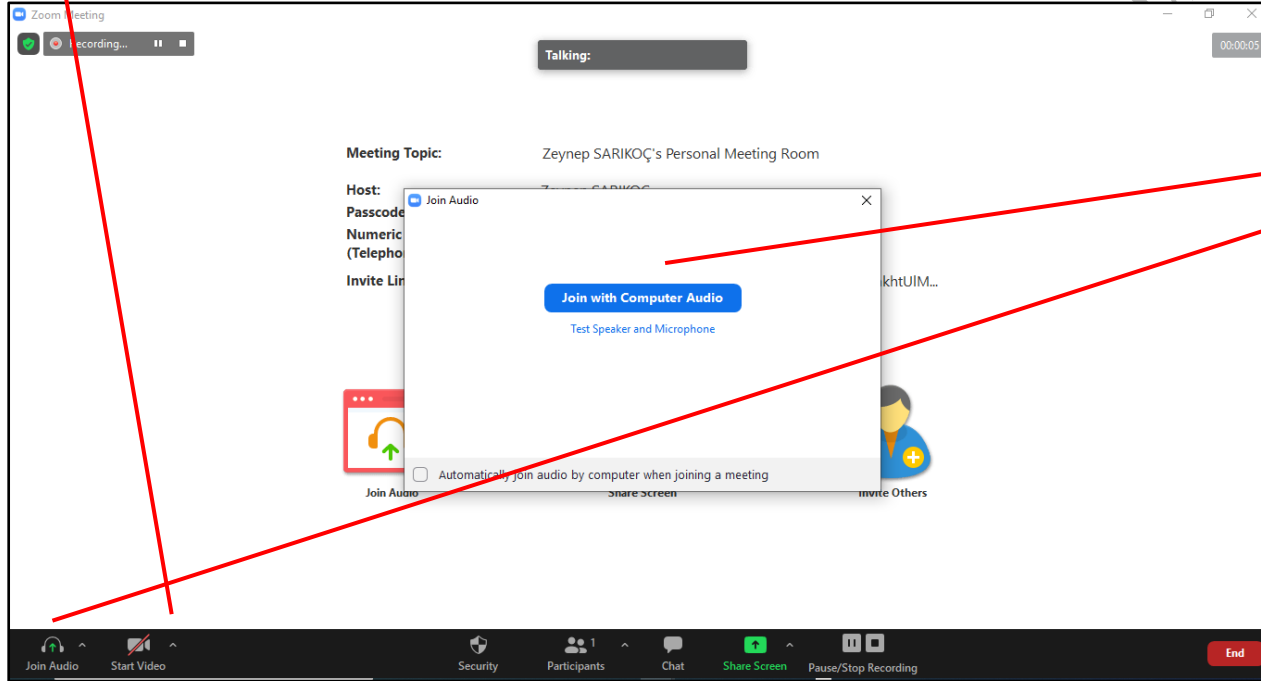 Zoom Meeting
Recording...
Talking:
00:00:05
Meeting Topic: Zeynep SARIKOÇ's Personal Meeting Room
Host:
Join Audio
Passcode
Numeric
(Telepho
Invite Lin
khtUlM...
Join with Computer Audio
Test Speaker and Microphone
Automatically join audio by computer when joining a meeting
Join Audio Share Screen Invite Others
Join Audio Start Video Security Participants 1 Chat Share Screen Pause/Stop Recording End